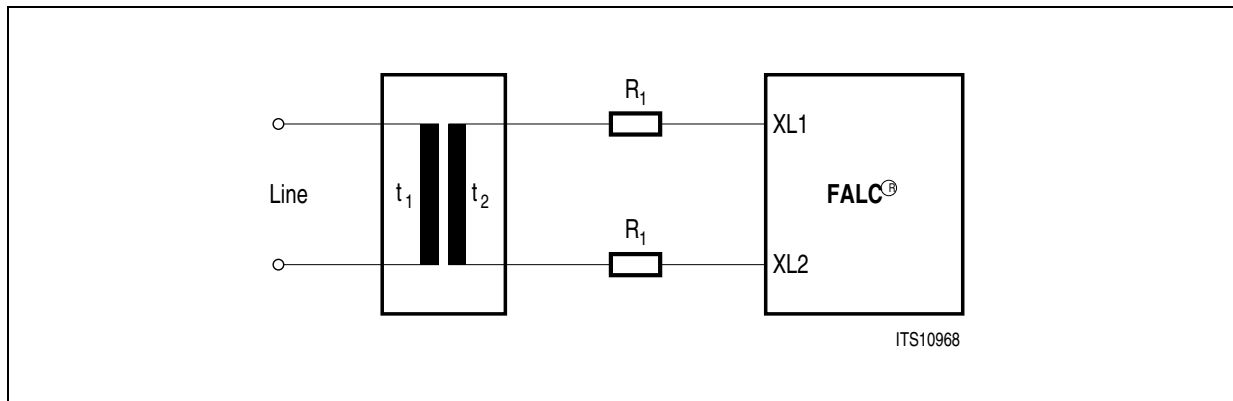 R1
XL1
Line
t1
t2
FALC®
R1
XL2
ITS10968